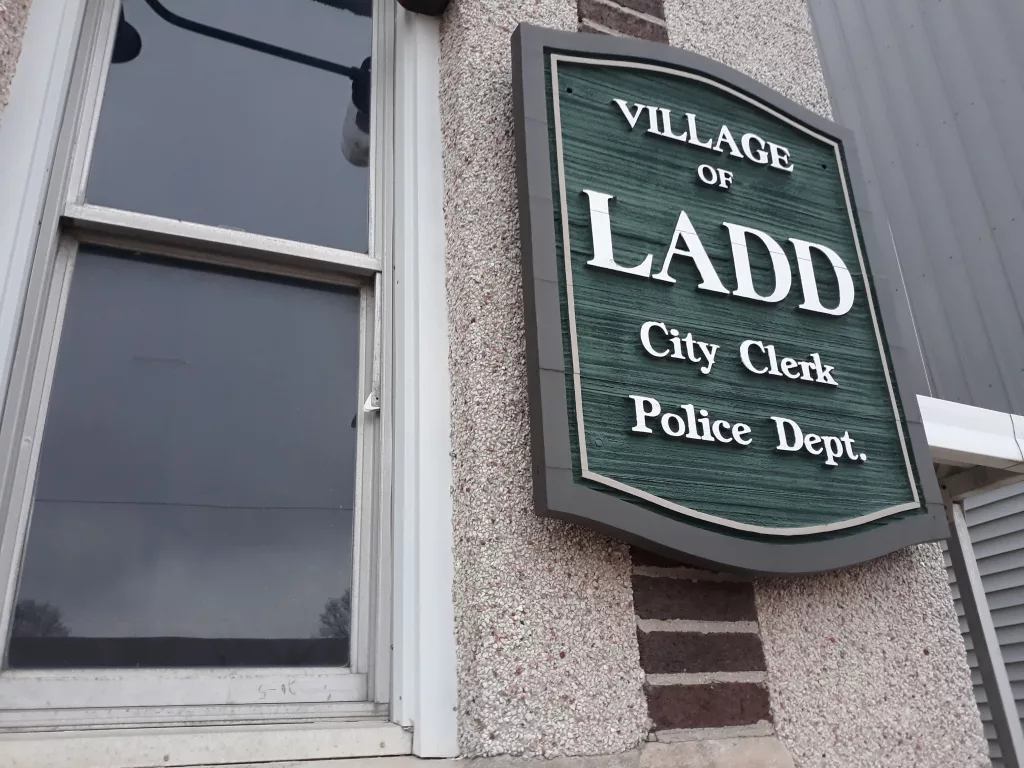 VILLAGE
OF
LADD
City Clerk
Police Dept.